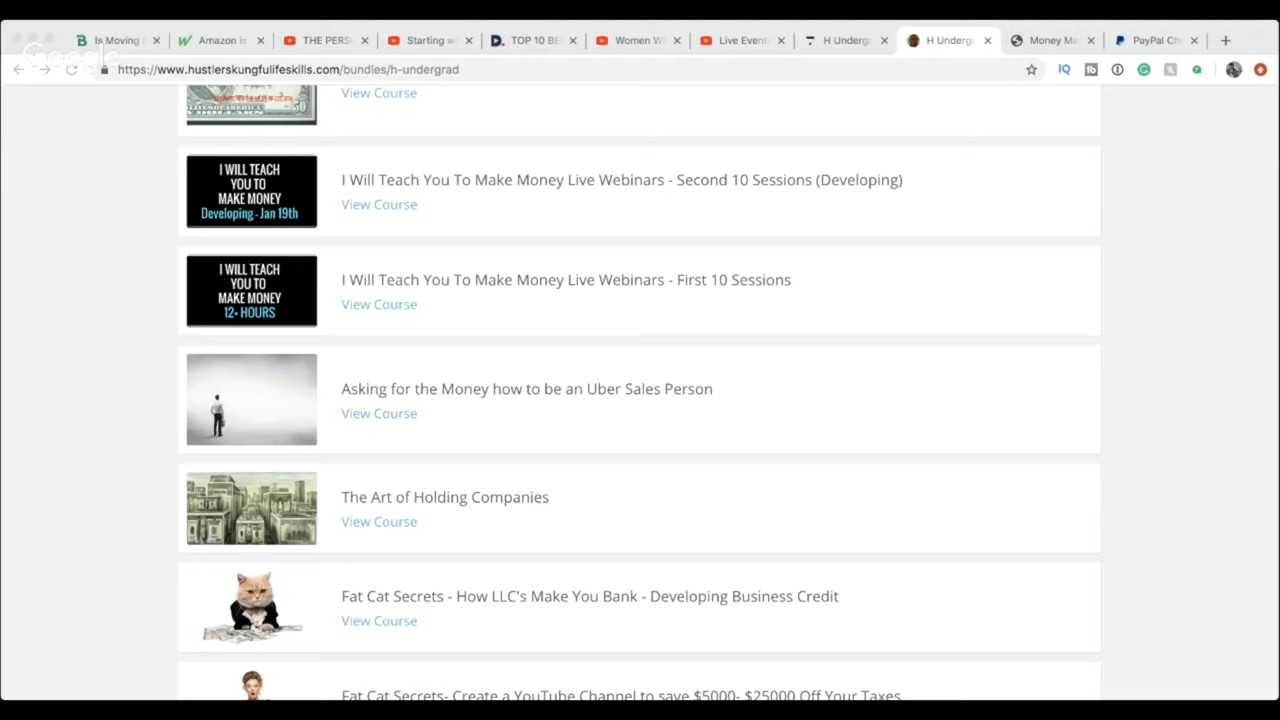 Is Moving
Amazon is
THE PERS
Starting w
TOP 10 BE
Women Wi
Live Event
H Undergr
H Undergr
Money Ma
PayPal Ch
Google
https://www.hustlerskungfulifeskills.com/bundles/h-undergrad
50
DOLLARS
View Course
I WILL TEACH
YOU TO
MAKE MONEY
Developing - Jan 19th
I Will Teach You To Make Money Live Webinars - Second 10 Sessions (Developing)
View Course
I WILL TEACH
YOU TO
MAKE MONEY
12+ HOURS
I Will Teach You To Make Money Live Webinars - First 10 Sessions
View Course
Asking for the Money how to be an Uber Sales Person
View Course
The Art of Holding Companies
View Course
Fat Cat Secrets - How LLC's Make You Bank - Developing Business Credit
View Course
Fat Cat Secrets- Create a YouTube Channel to save $5000- $25000 Off Your Taxes